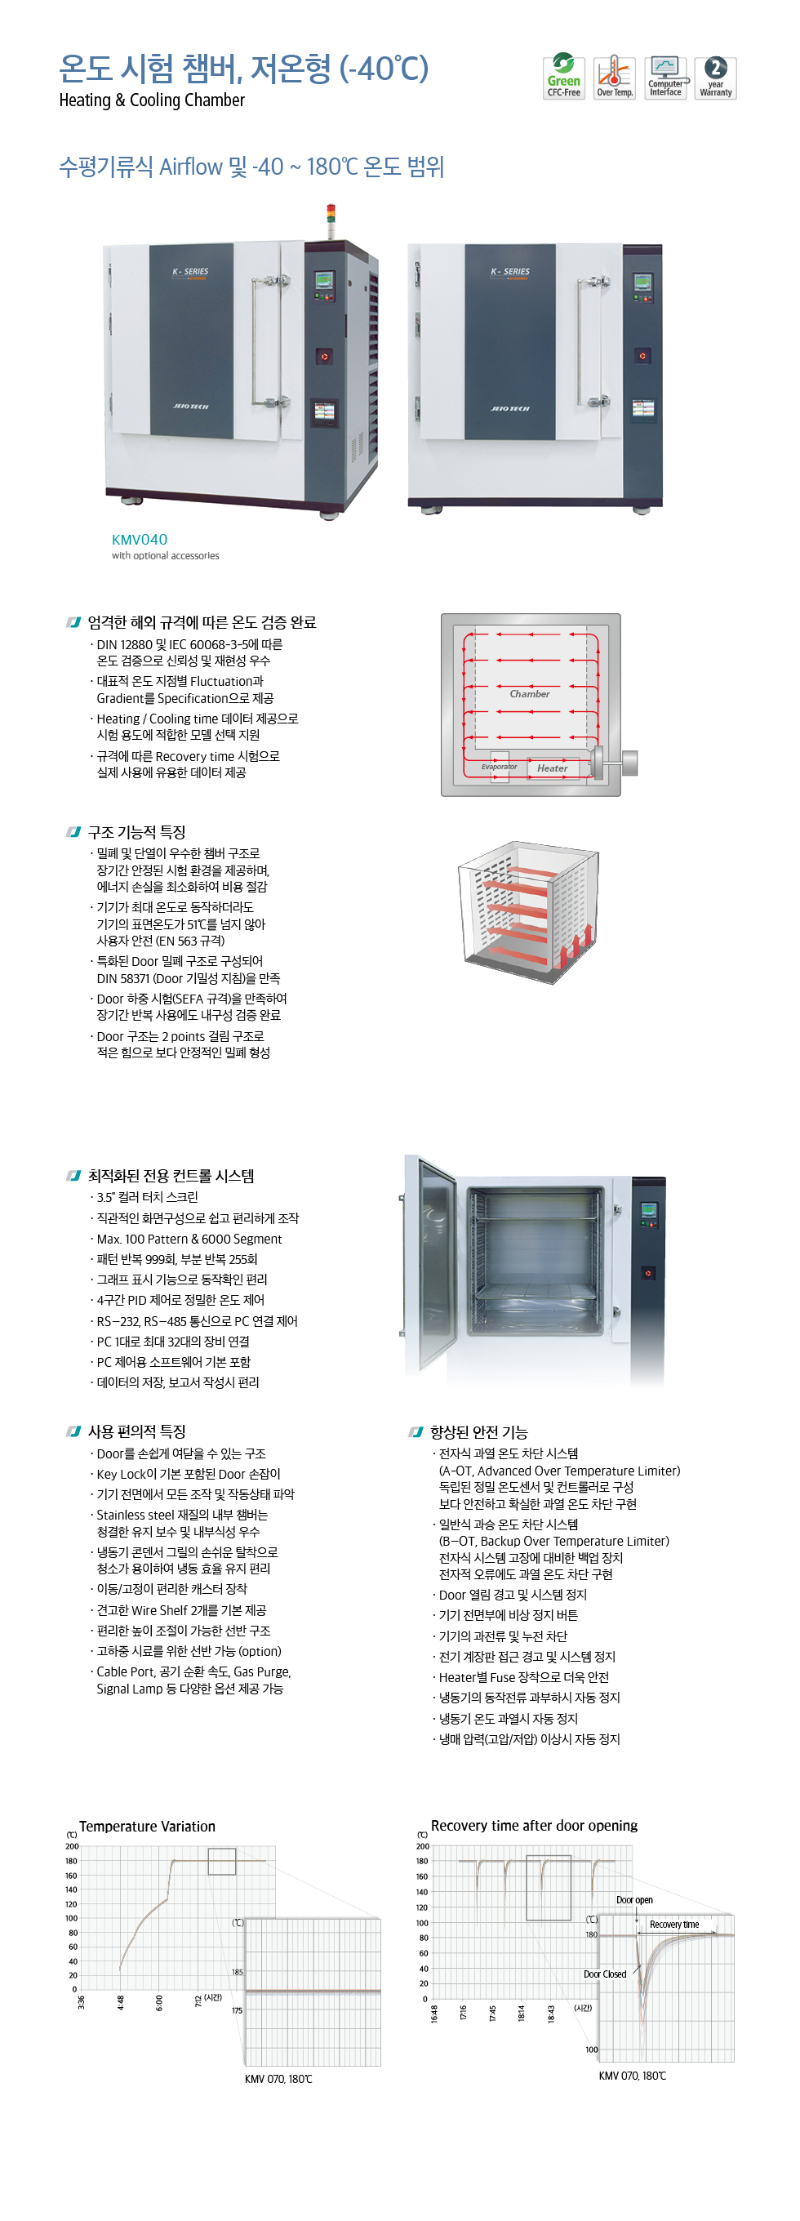 온도 시험 챔버, 저온형 (-40℃)
Heating & Cooling Chamber
Green
CFC-Free
Over Temp.
Computer
Interface
2
year
Warranty
수평기류식 Airflow 및 -40 ~ 180℃ 온도 범위
K - SERIES
JEIO TECH
K - SERIES
JEIO TECH
KMV040
with optional accessories
엄격한 해외 규격에 따른 온도 검증 완료
· DIN 12880 및 IEC 60068-3-5에 따른
온도 검증으로 신뢰성 및 재현성 우수
· 대표적 온도 지점별 Fluctuation과
Gradient를 Specification으로 제공
· Heating / Cooling time 데이터 제공으로
시험 용도에 적합한 모델 선택 지원
· 규격에 따른 Recovery time 시험으로
실제 사용에 유용한 데이터 제공
Chamber
Evaporator
Heater
구조 기능적 특징
· 밀폐 및 단열이 우수한 챔버 구조로
장기간 안정된 시험 환경을 제공하며,
에너지 손실을 최소화하여 비용 절감
· 기기가 최대 온도로 동작하더라도
기기의 표면온도가 51℃를 넘지 않아
사용자 안전 (EN 563 규격)
· 특화된 Door 밀폐 구조로 구성되어
DIN 58371 (Door 기밀성 지침)을 만족
· Door 하중 시험(SEFA 규격)을 만족하여
장기간 반복 사용에도 내구성 검증 완료
· Door 구조는 2 points 걸림 구조로
적은 힘으로 보다 안정적인 밀폐 형성
최적화된 전용 컨트롤 시스템
· 3.5" 컬러 터치 스크린
· 직관적인 화면구성으로 쉽고 편리하게 조작
· Max. 100 Pattern & 6000 Segment
· 패턴 반복 999회, 부분 반복 255회
· 그래프 표시 기능으로 동작확인 편리
· 4구간 PID 제어로 정밀한 온도 제어
· RS-232, RS-485 통신으로 PC 연결 제어
· PC 1대로 최대 32대의 장비 연결
· PC 제어용 소프트웨어 기본 포함
· 데이터의 저장, 보고서 작성시 편리
사용 편의적 특징
· Door를 손쉽게 여닫을 수 있는 구조
· Key Lock이 기본 포함된 Door 손잡이
· 기기 전면에서 모든 조작 및 작동상태 파악
· Stainless steel 재질의 내부 챔버는
청결한 유지 보수 및 내부식성 우수
· 냉동기 콘덴서 그릴의 손쉬운 탈착으로
청소가 용이하여 냉동 효율 유지 편리
· 이동/고정이 편리한 캐스터 장착
· 견고한 Wire Shelf 2개를 기본 제공
· 편리한 높이 조절이 가능한 선반 구조
· 고하중 시료를 위한 선반 가능 (option)
· Cable Port, 공기 순환 속도, Gas Purge,
Signal Lamp 등 다양한 옵션 제공 가능
향상된 안전 기능
· 전자식 과열 온도 차단 시스템
(A-OT, Advanced Over Temperature Limiter)
독립된 정밀 온도센서 및 컨트롤러로 구성
보다 안전하고 확실한 과열 온도 차단 구현
· 일반식 과승 온도 차단 시스템
(B-OT, Backup Over Temperature Limiter)
전자식 시스템 고장에 대비한 백업 장치
전자적 오류에도 과열 온도 차단 구현
· Door 열림 경고 및 시스템 정지
· 기기 전면부에 비상 정지 버튼
· 기기의 과전류 및 누전 차단
· 전기 계장판 접근 경고 및 시스템 정지
· Heater별 Fuse 장착으로 더욱 안전
· 냉동기의 동작전류 과부하시 자동 정지
· 냉동기 온도 과열시 자동 정지
· 냉매 압력(고압/저압) 이상시 자동 정지
Temperature Variation
(℃)
200
180
160
140
120
100
80
60
40
20
0
3:36
4:48
6:00
7:12
(시간)
(℃)
185
175
KMV 070, 180℃
Recovery time after door opening
(℃)
200
180
160
140
120
100
80
60
40
20
0
16:48
17:16
17:45
18:14
18:43
(시간)
Door open
(℃)
Recovery time
180
Door Closed
100
KMV 070, 180℃